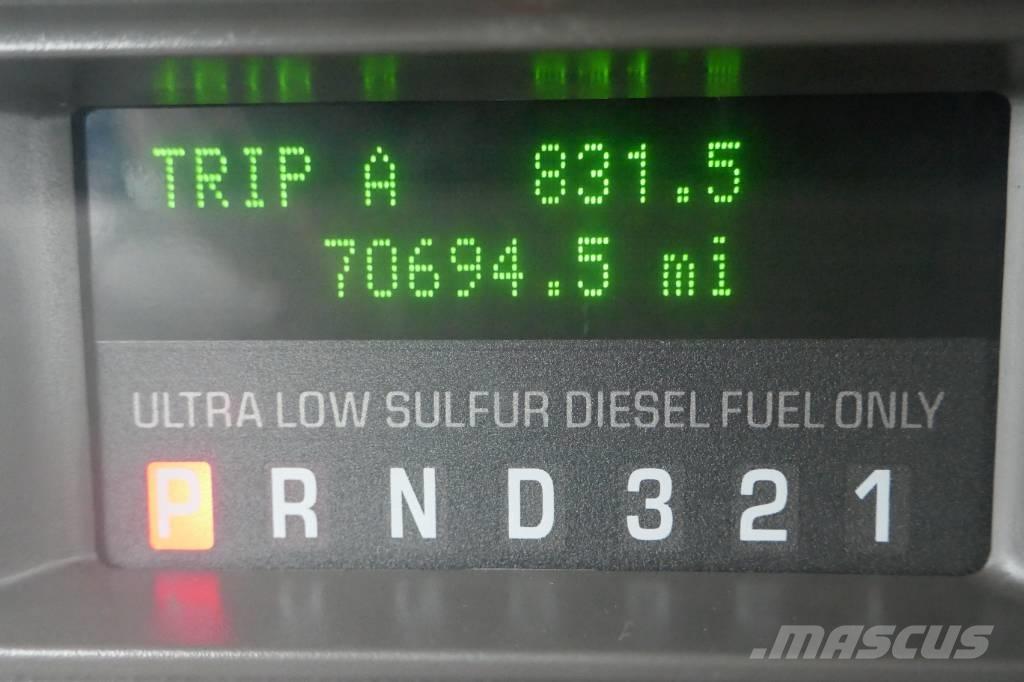 TRIP A 831.5
70694.5 mi
ULTRA LOW SULFUR DIESEL FUEL ONLY
P R N D 3 2 1
MASCUS